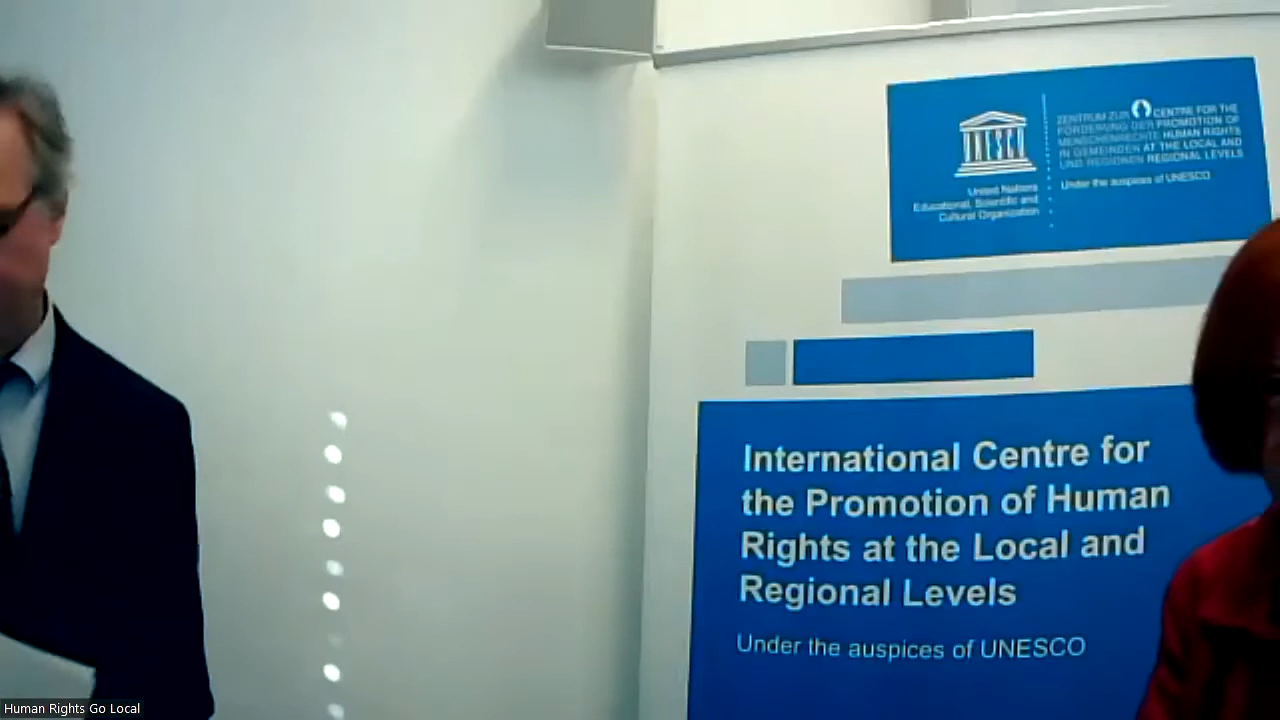 UNESCO
United Nations
Educational, Scientific and
Cultural Organization
ZENTRUM ZUR CENTRE FOR THE
FÖRDERUNG DER PROMOTION OF
MENSCHENRECHTE HUMAN RIGHTS
IN GEMEINDEN AT THE LOCAL AND
UND REGIONEN REGIONAL LEVELS
Under the auspices of UNESCO
International Centre for
the Promotion of Human
Rights at the Local and
Regional Levels
Under the auspices of UNESCO
Human Rights Go Local